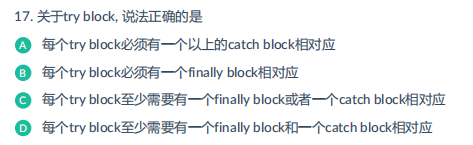 17. 关于try block, 说法正确的是
A 每个try block必须有一个以上的catch block相对应
B 每个try block必须有一个finally block相对应
C 每个try block至少需要有一个finally block或者一个catch block相对应
D 每个try block至少需要有一个finally block和一个catch block相对应